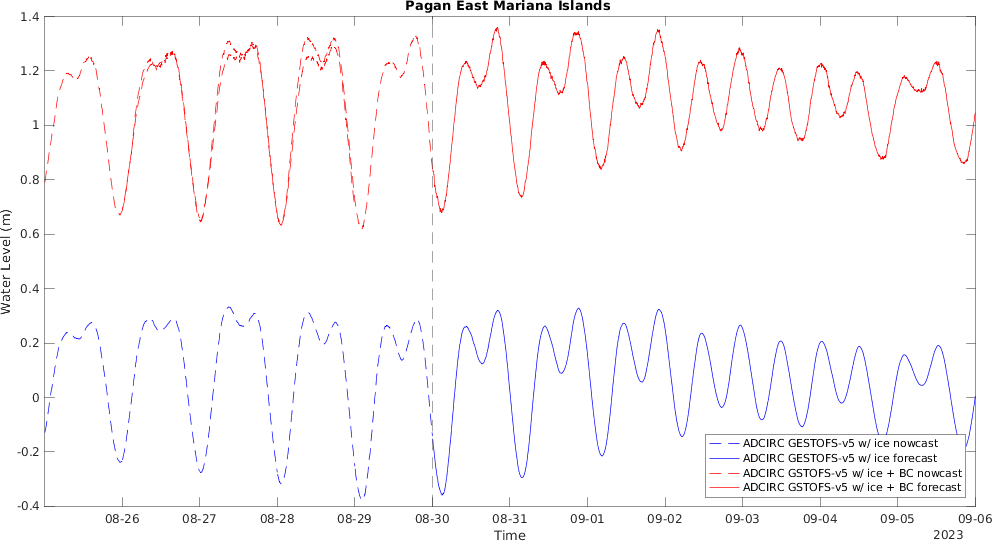 Pagan East Mariana Islands
Water Level (m)
1.4
1.2
1
0.8
0.6
0.4
0.2
0
-0.2
-0.4
ADCIRC GESTOFS-v5 w/ ice nowcast
ADCIRC GESTOFS-v5 w/ ice forecast
ADCIRC GSTOFS-v5 w/ ice + BC nowcast
ADCIRC GSTOFS-v5 w/ ice + BC forecast
08-26 08-27 08-28 08-29 08-30 08-31 09-01 09-02 09-03 09-04 09-05 09-06
Time
2023